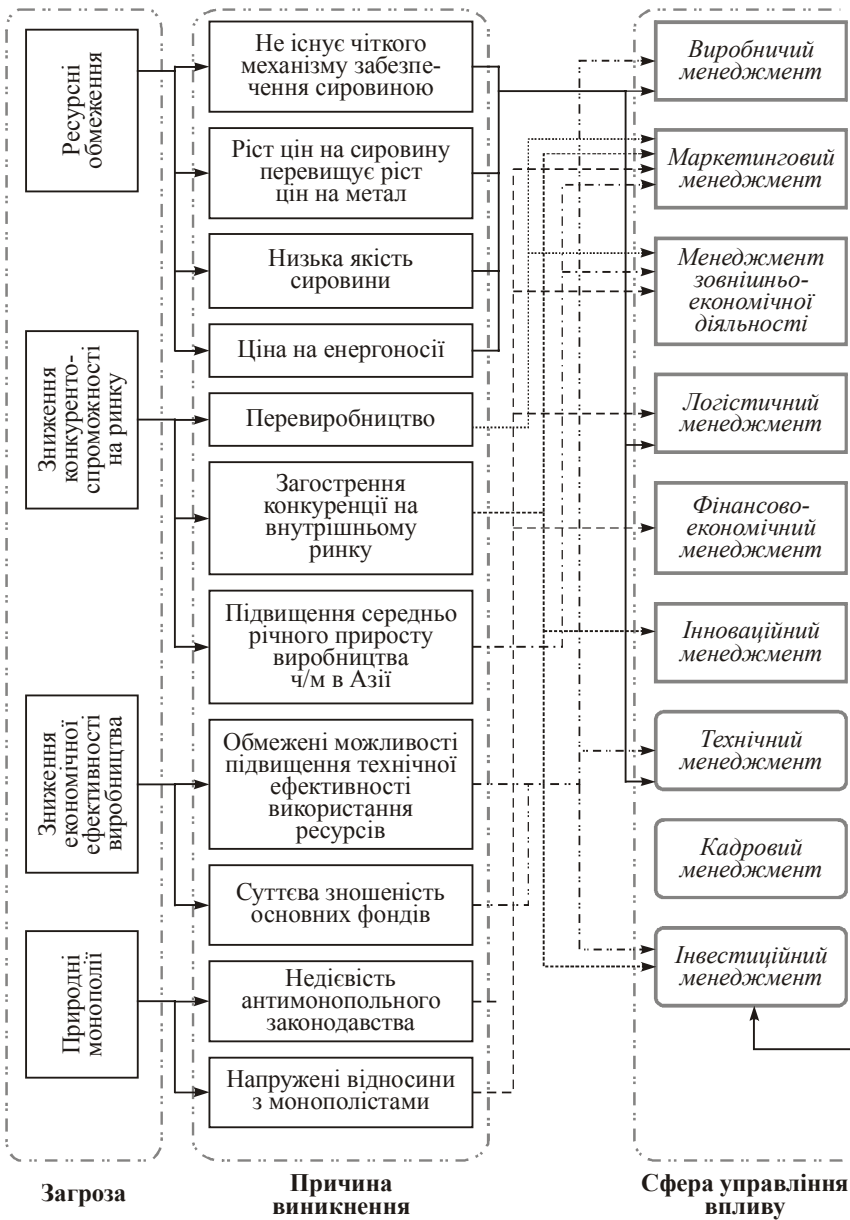 Ресурсні
обмеження
Зниження
конкуренто-
спроможності
на ринку
Зниження
економічної
ефективності
виробництва
Природні
монополії
Загроза
Не існує чіткого
механізму забезпе-
чення сировиною
Ріст цін на сировину
перевищує ріст
цін на метал
Низька якість
сировини
Ціна на енергоносії
Перевиробництво
Загострення
конкуренції на
внутрішньому
ринку
Підвищення середньо
річного приросту
виробництва
ч/м в Азії
Обмежені можливості
підвищення технічної
ефективності
використання
ресурсів
Суттєва зношеність
основних фондів
Недієвість
антимонопольного
законодавства
Напружені відносини
з монополістами
Причина
виникнення
Виробничий
менеджмент
Маркетинговий
менеджмент
Менеджмент
зовнішньо-
економічної
діяльності
Логістичний
менеджмент
Фінансово-
економічний
менеджмент
Інноваційний
менеджмент
Технічний
менеджмент
Кадровий
менеджмент
Інвестиційний
менеджмент
Сфера управління
впливу